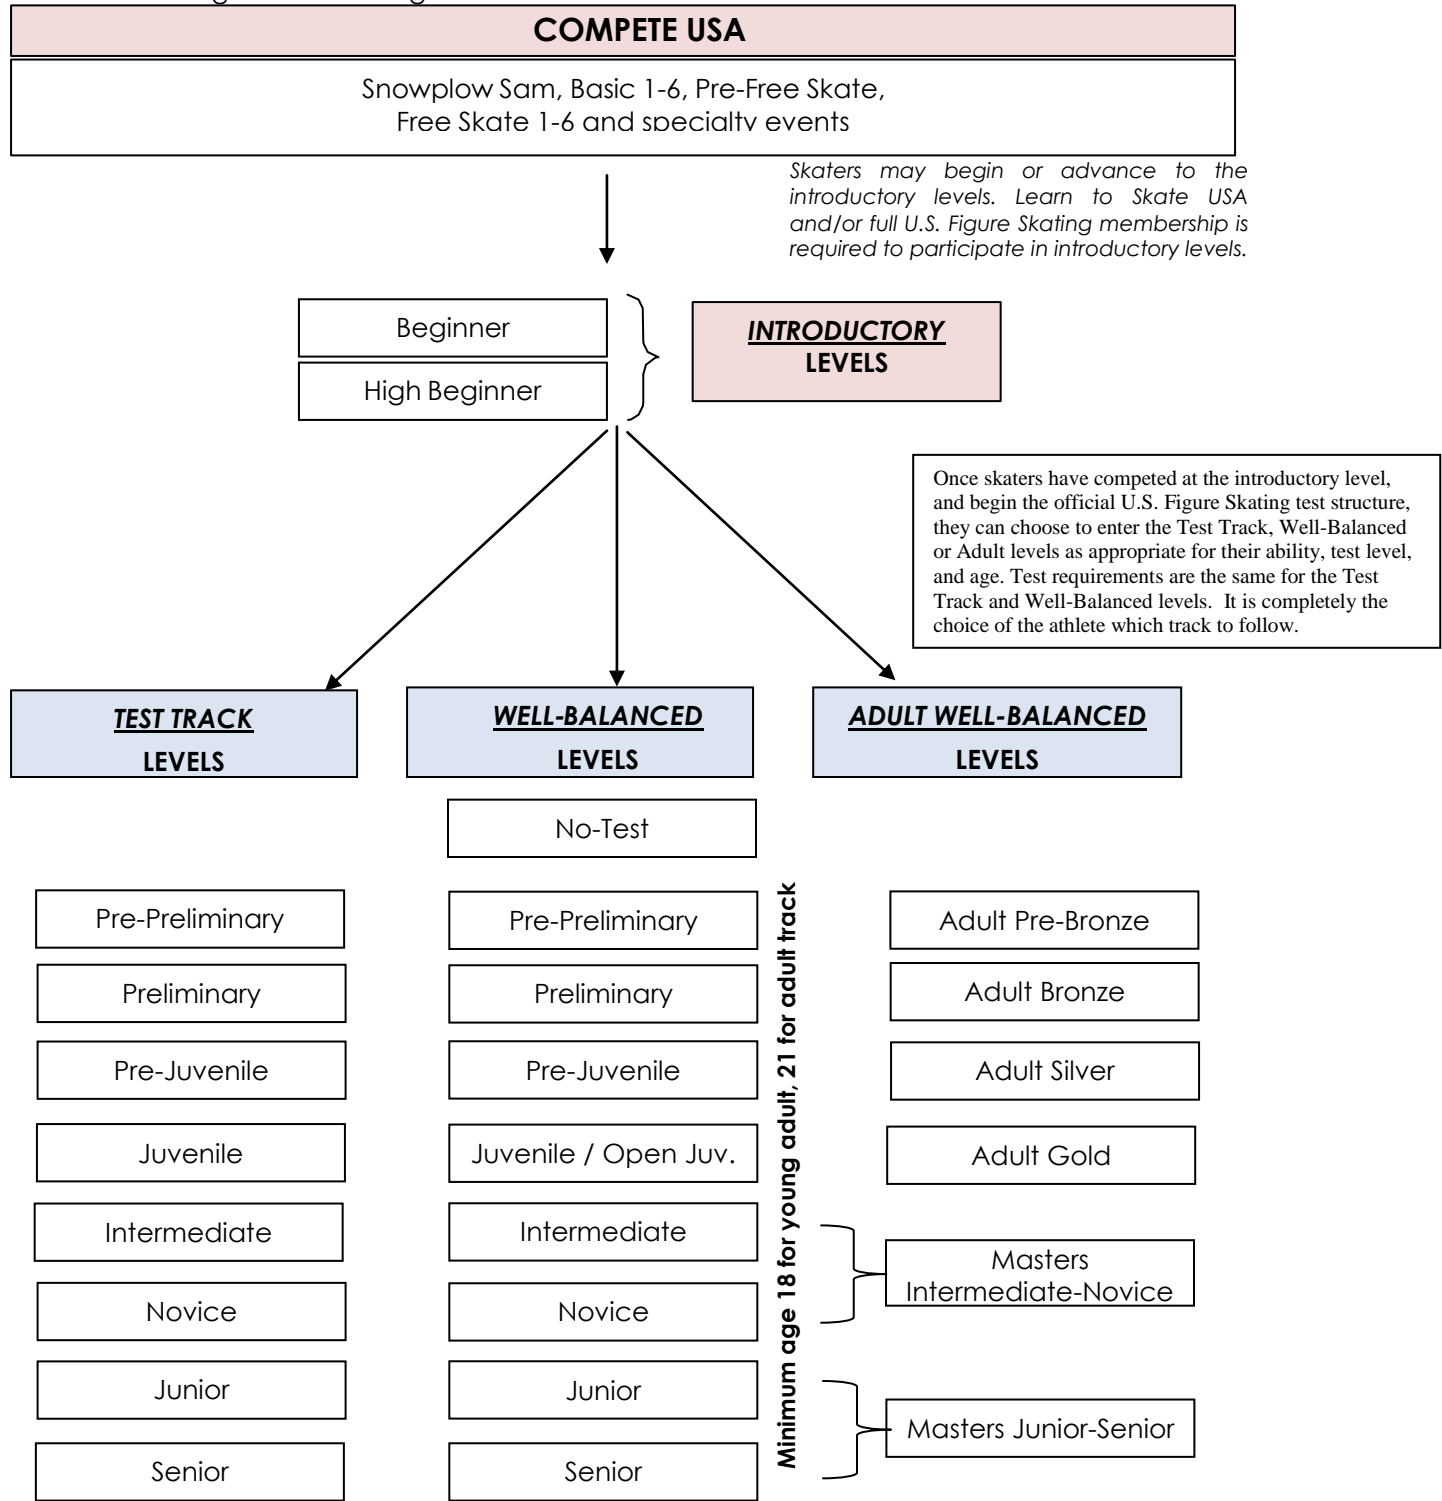 COMPETE USA
Snowplow Sam, Basic 1-6, Pre-Free Skate,
Free Skate 1-6 and specialty events
Skaters may begin or advance to the
introductory levels. Learn to Skate USA
and/or full U.S. Figure Skating membership is
required to participate in introductory levels.
Beginner
High Beginner
INTRODUCTORY
LEVELS
Once skaters have competed at the introductory level,
and begin the official U.S. Figure Skating test structure,
they can choose to enter the Test Track, Well-Balanced
or Adult levels as appropriate for their ability, test level,
and age. Test requirements are the same for the Test
Track and Well-Balanced levels.  It is completely the
choice of the athlete which track to follow.
TEST TRACK
LEVELS
Pre-Preliminary
Preliminary
Pre-Juvenile
Juvenile
Intermediate
Novice
Junior
Senior
WELL-BALANCED
LEVELS
No-Test
Pre-Preliminary
Preliminary
Pre-Juvenile
Juvenile / Open Juv.
Intermediate
Novice
Junior
Senior
Minimum age 18 for young adult, 21 for adult track
ADULT WELL-BALANCED
LEVELS
Adult Pre-Bronze
Adult Bronze
Adult Silver
Adult Gold
Masters
Intermediate-Novice
Masters Junior-Senior